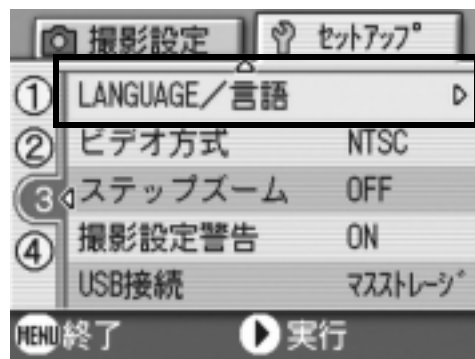 撮影設定 セットアップ
① LANGUAGE／言語
② ビデオ方式 NTSC
3 ステップズーム OFF
④ 撮影設定警告 ON
USB接続 マスストレージ
MENU 終了 実行